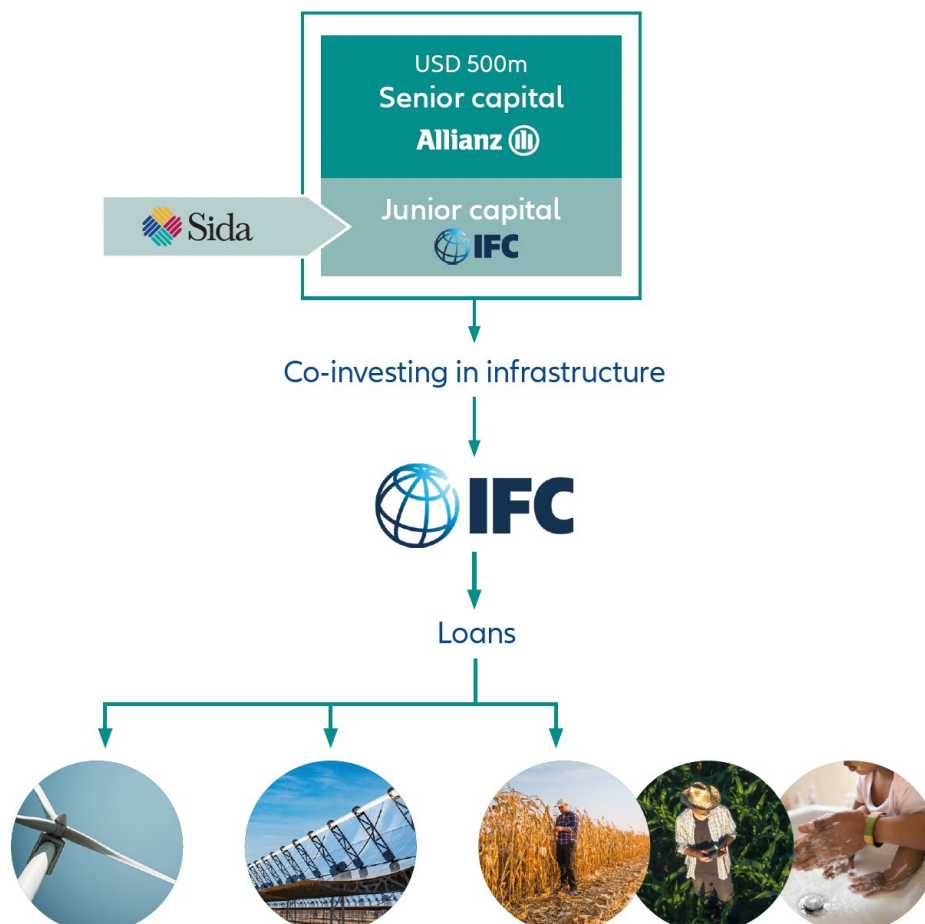 USD 500m
Senior capital
Allianz
Sida
Junior capital
IFC
Co-investing in infrastructure
IFC
Loans